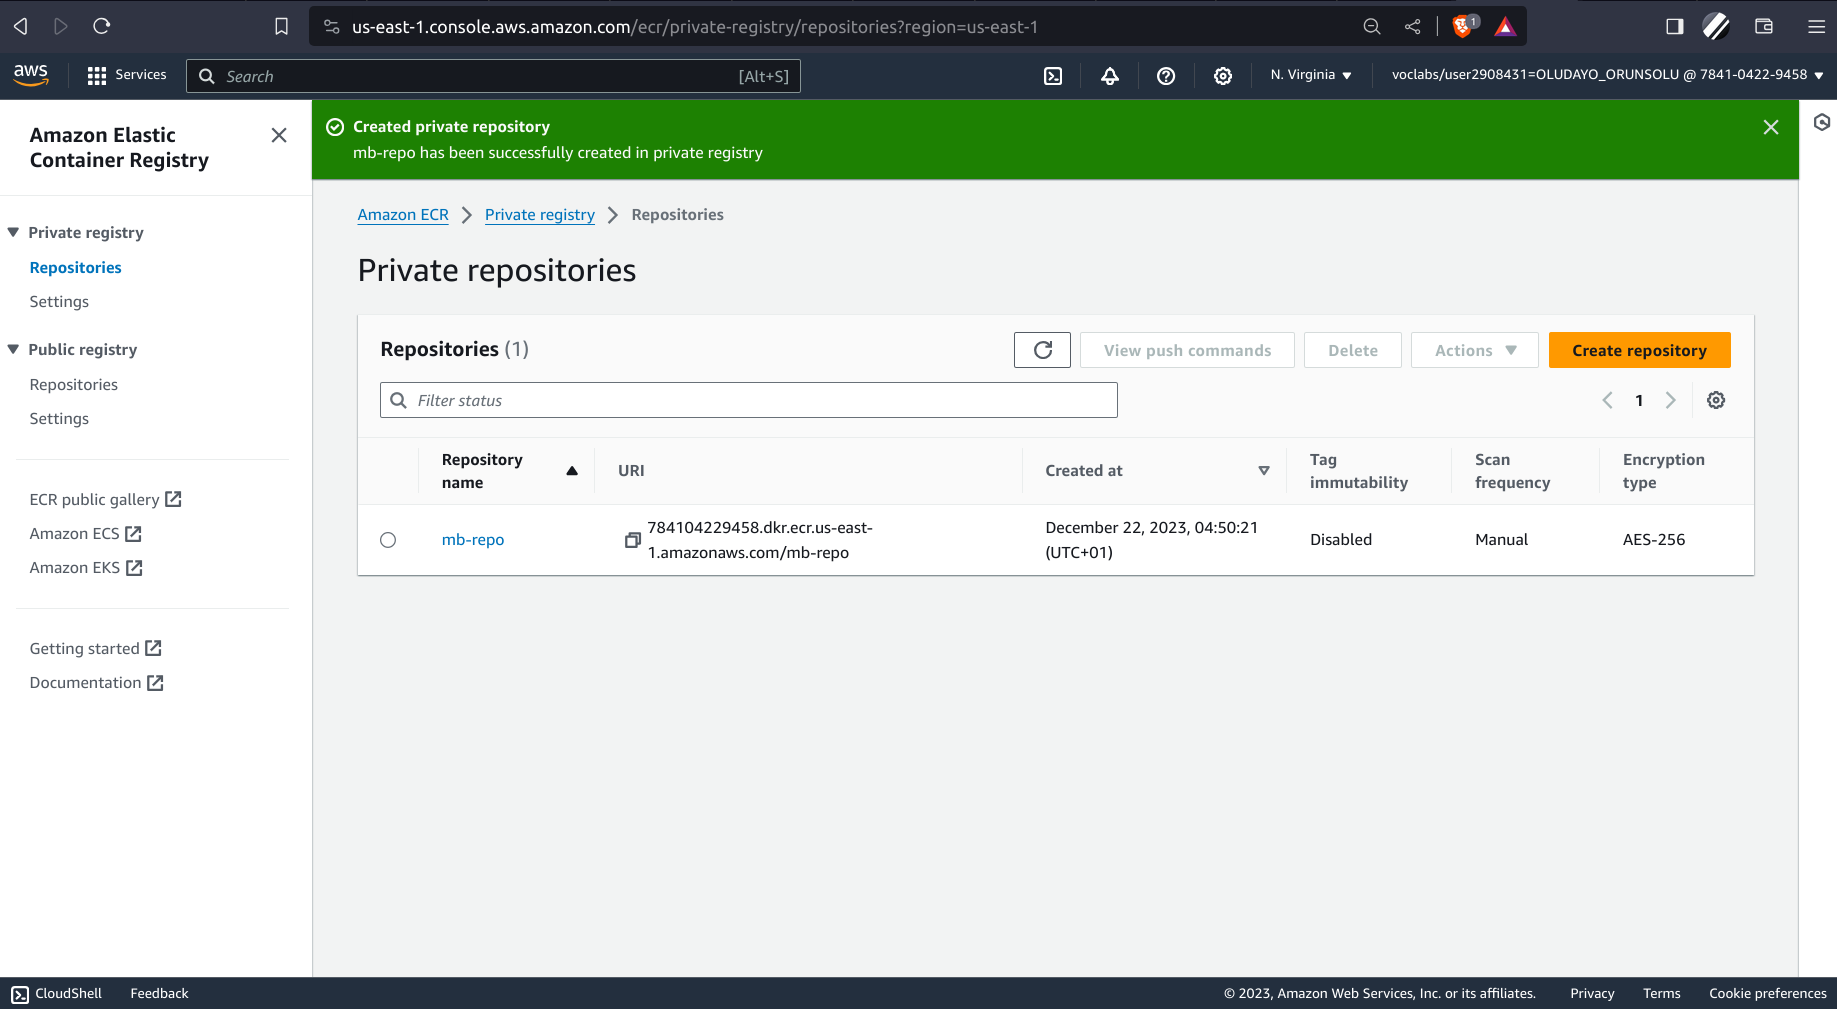 us-east-1.console.aws.amazon.com/ecr/private-registry/repositories?region=us-east-1
1
aws
Services
Search
[Alt+S]
N. Virginia
voclabs/user2908431=OLUDAYO_ORUNSOLU @ 7841-0422-9458
Amazon Elastic
Container Registry
Private registry
Repositories
Settings
Public registry
Repositories
Settings
ECR public gallery
Amazon ECS
Amazon EKS
Getting started
Documentation
Created private repository
mb-repo has been successfully created in private registry
Amazon ECR
Private registry
Repositories
Private repositories
Repositories (1)
View push commands
Delete
Actions
Create repository
Filter status
1
Repository
name
URI
Created at
Tag
immutability
Scan
frequency
Encryption
type
mb-repo
784104229458.dkr.ecr.us-east-
1.amazonaws.com/mb-repo
December 22, 2023, 04:50:21
(UTC+01)
Disabled
Manual
AES-256
CloudShell
Feedback
© 2023, Amazon Web Services, Inc. or its affiliates.
Privacy
Terms
Cookie preferences